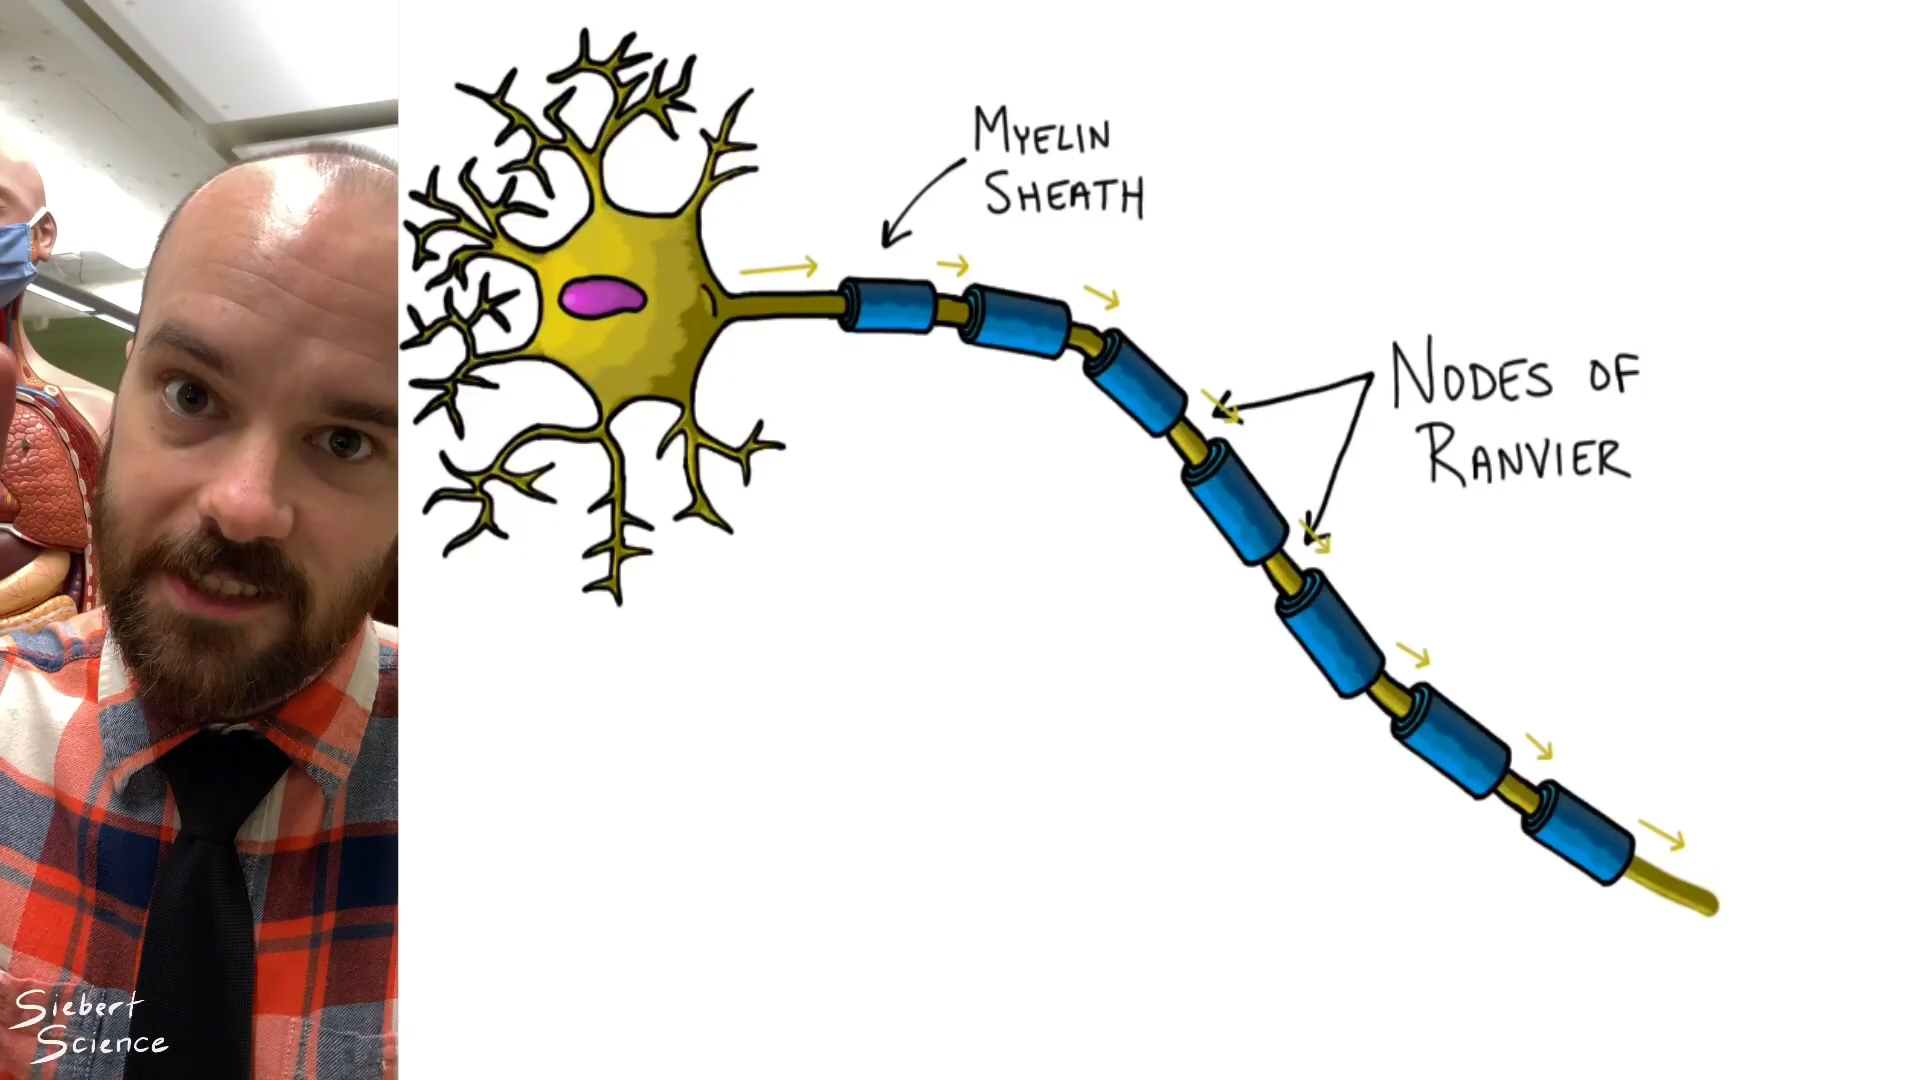 Myelin
Sheath
Nodes of
Ranvier
Siebert
Science